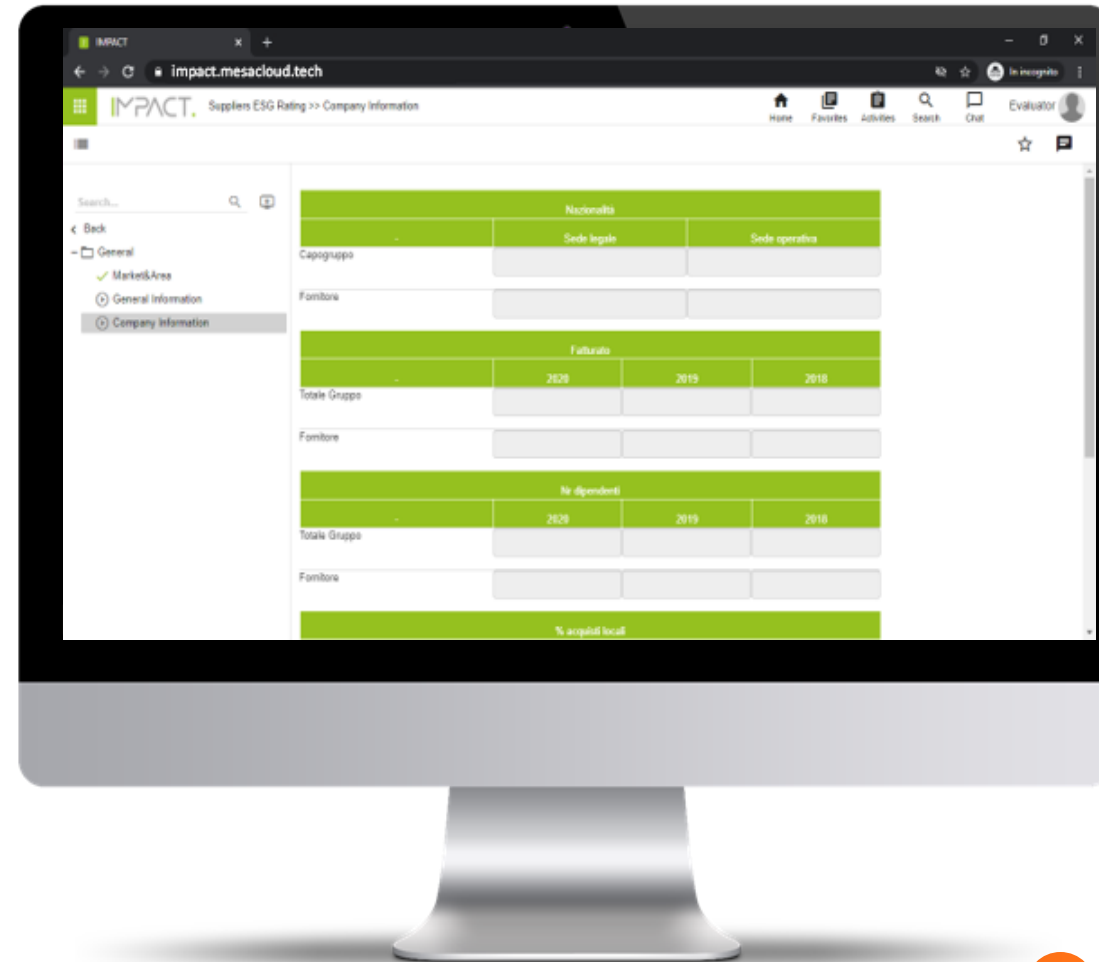 IMPACT
impact.mesacloud.tech
In incognito
IMPACT. Suppliers ESG Rating >> Company Information
Home Favorites Activities Search Chat Evaluator
Search...
Back
General
Market&Area
General Information
Company Information
Nazionalità
- Sede legale Sede operativa
Capogruppo
Fornitore
Fatturato
- 2020 2019 2018
Totale Gruppo
Fornitore
Nr dipendenti
- 2020 2019 2018
Totale Gruppo
Fornitore
% acquisti locali